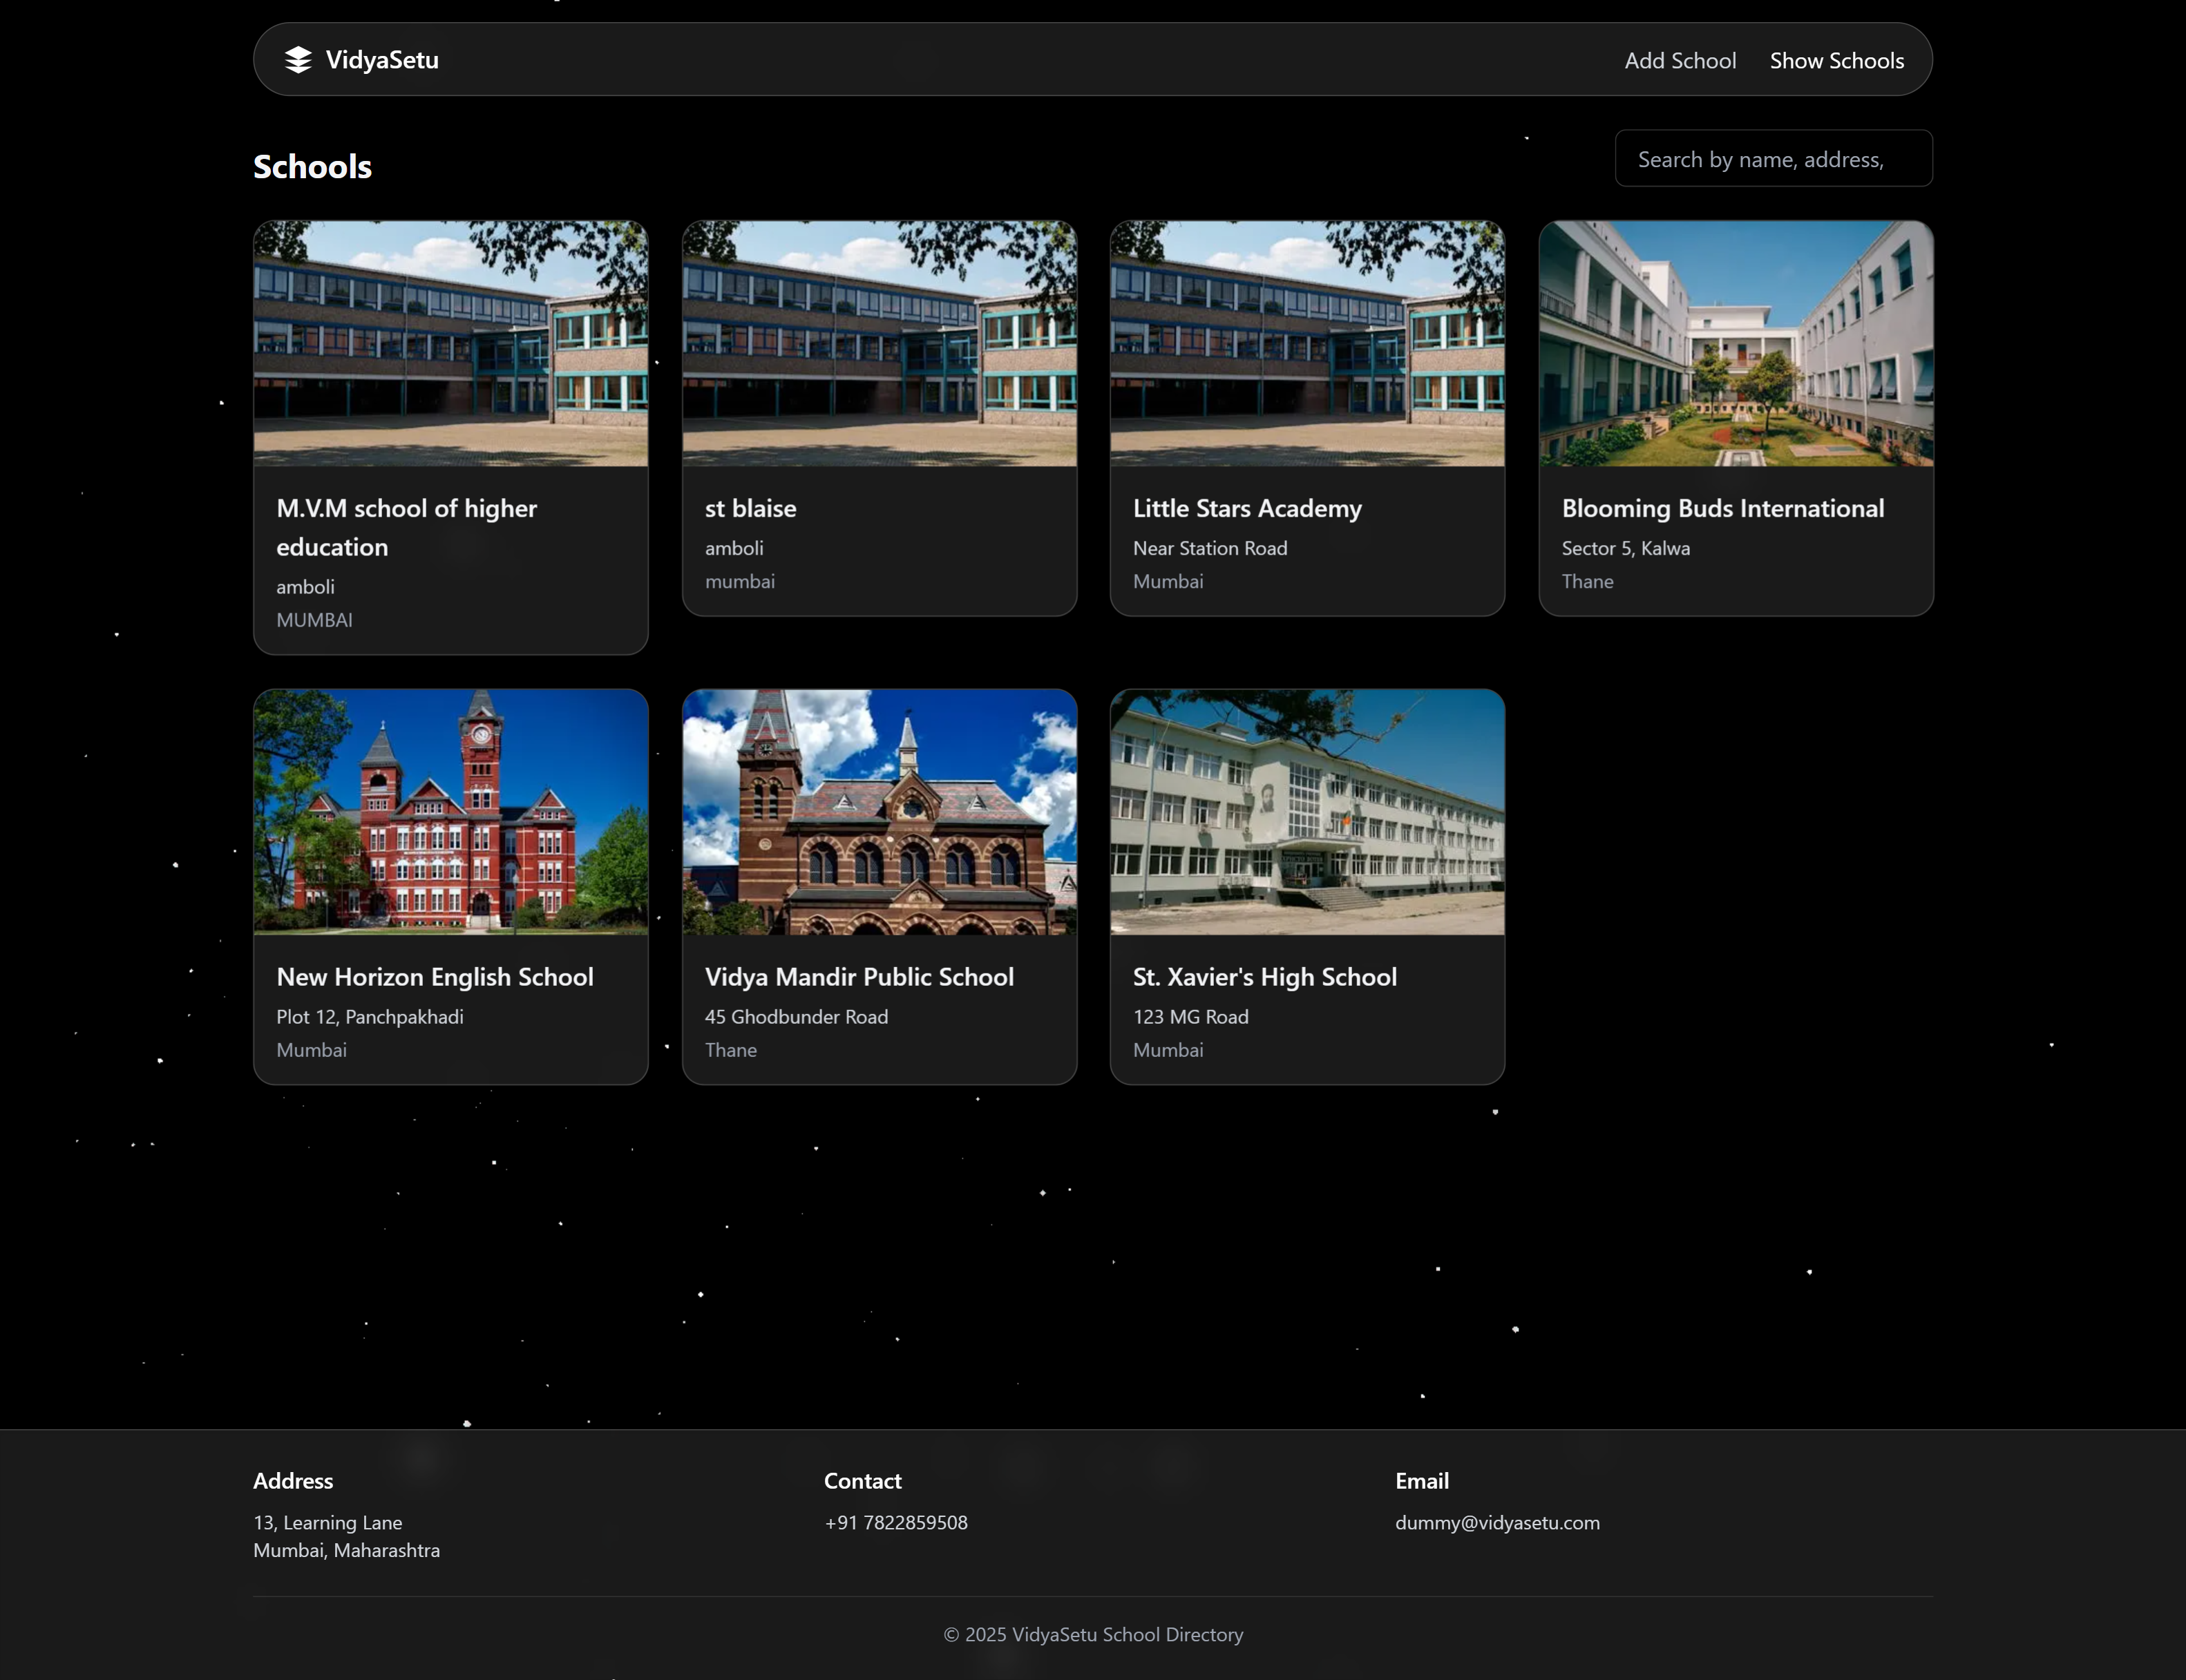 VidyaSetu
Add School
Show Schools
Schools
Search by name, address,
M.V.M school of higher
education
amboli
MUMBAI
st blaise
amboli
mumbai
Little Stars Academy
Near Station Road
Mumbai
Blooming Buds International
Sector 5, Kalwa
Thane
New Horizon English School
Plot 12, Panchpakhadi
Mumbai
Vidya Mandir Public School
45 Ghodbunder Road
Thane
St. Xavier's High School
123 MG Road
Mumbai
Address
13, Learning Lane
Mumbai, Maharashtra
Contact
+91 7822859508
Email
dummy@vidyasetu.com
© 2025 VidyaSetu School Directory